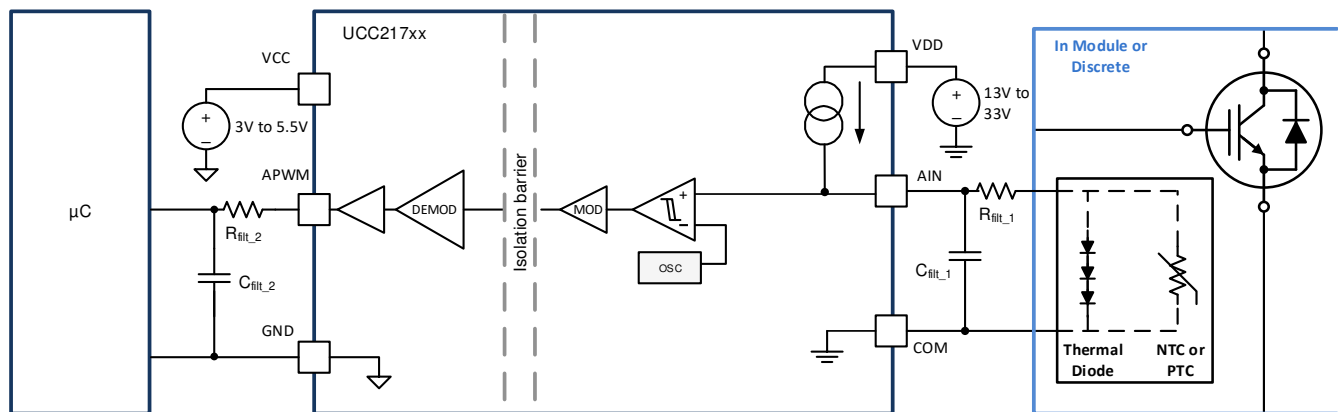 UCC217xx
VCC
VDD
In Module or
Discrete
+
−
3V to 5.5V
+
−
13V to
33V
APWM
AIN
µC
DEMOD
Isolation barrier
MOD
+
−
OSC
Rfilt_2
Rfilt_1
Cfilt_2
Cfilt_1
GND
COM
Thermal
Diode
NTC or
PTC